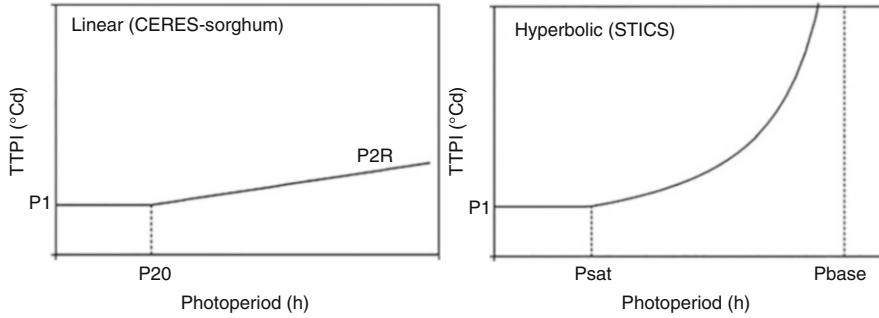 Linear (CERES-sorghum)
TTPI (°Cd)
P2R
P1
P20
Photoperiod (h)
Hyperbolic (STICS)
TTPI (°Cd)
P1
Psat
Pbase
Photoperiod (h)